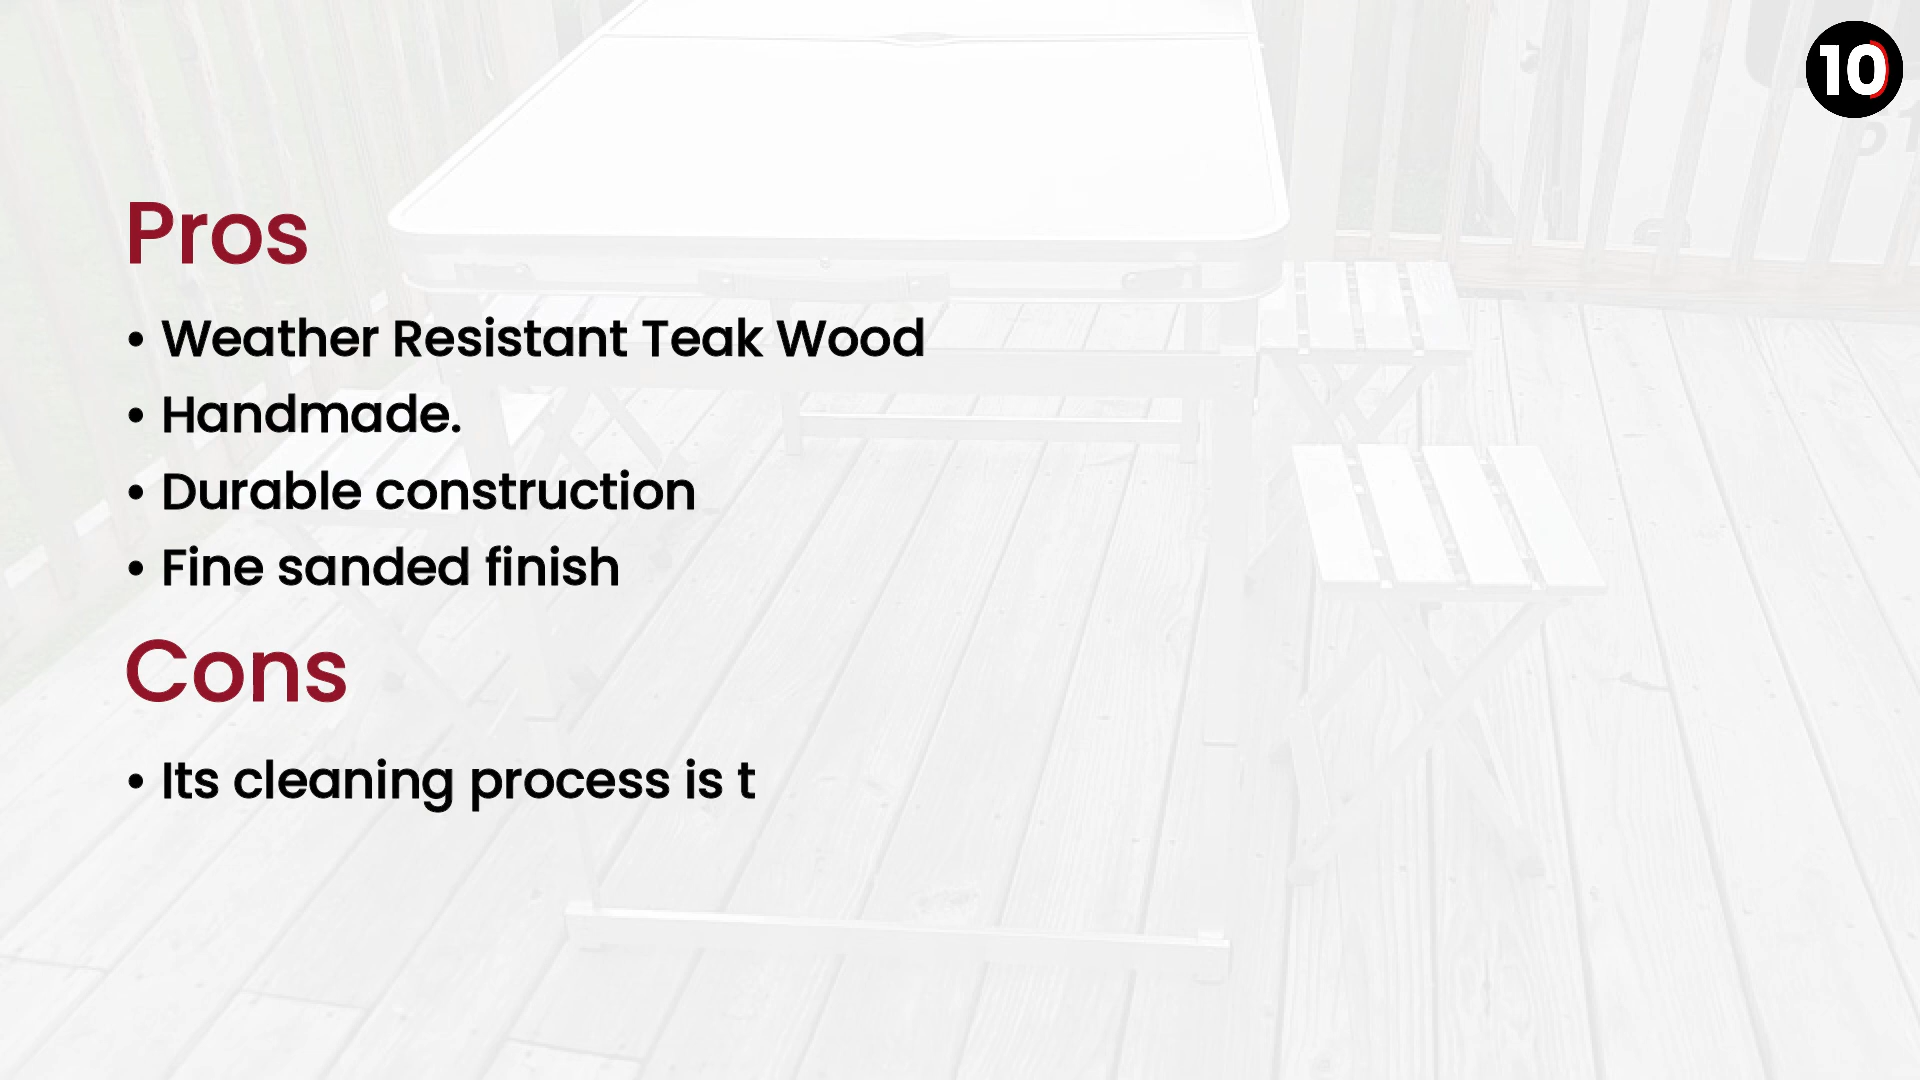 10
Pros
• Weather Resistant Teak Wood
• Handmade.
• Durable construction
• Fine sanded finish
Cons
• Its cleaning process is t